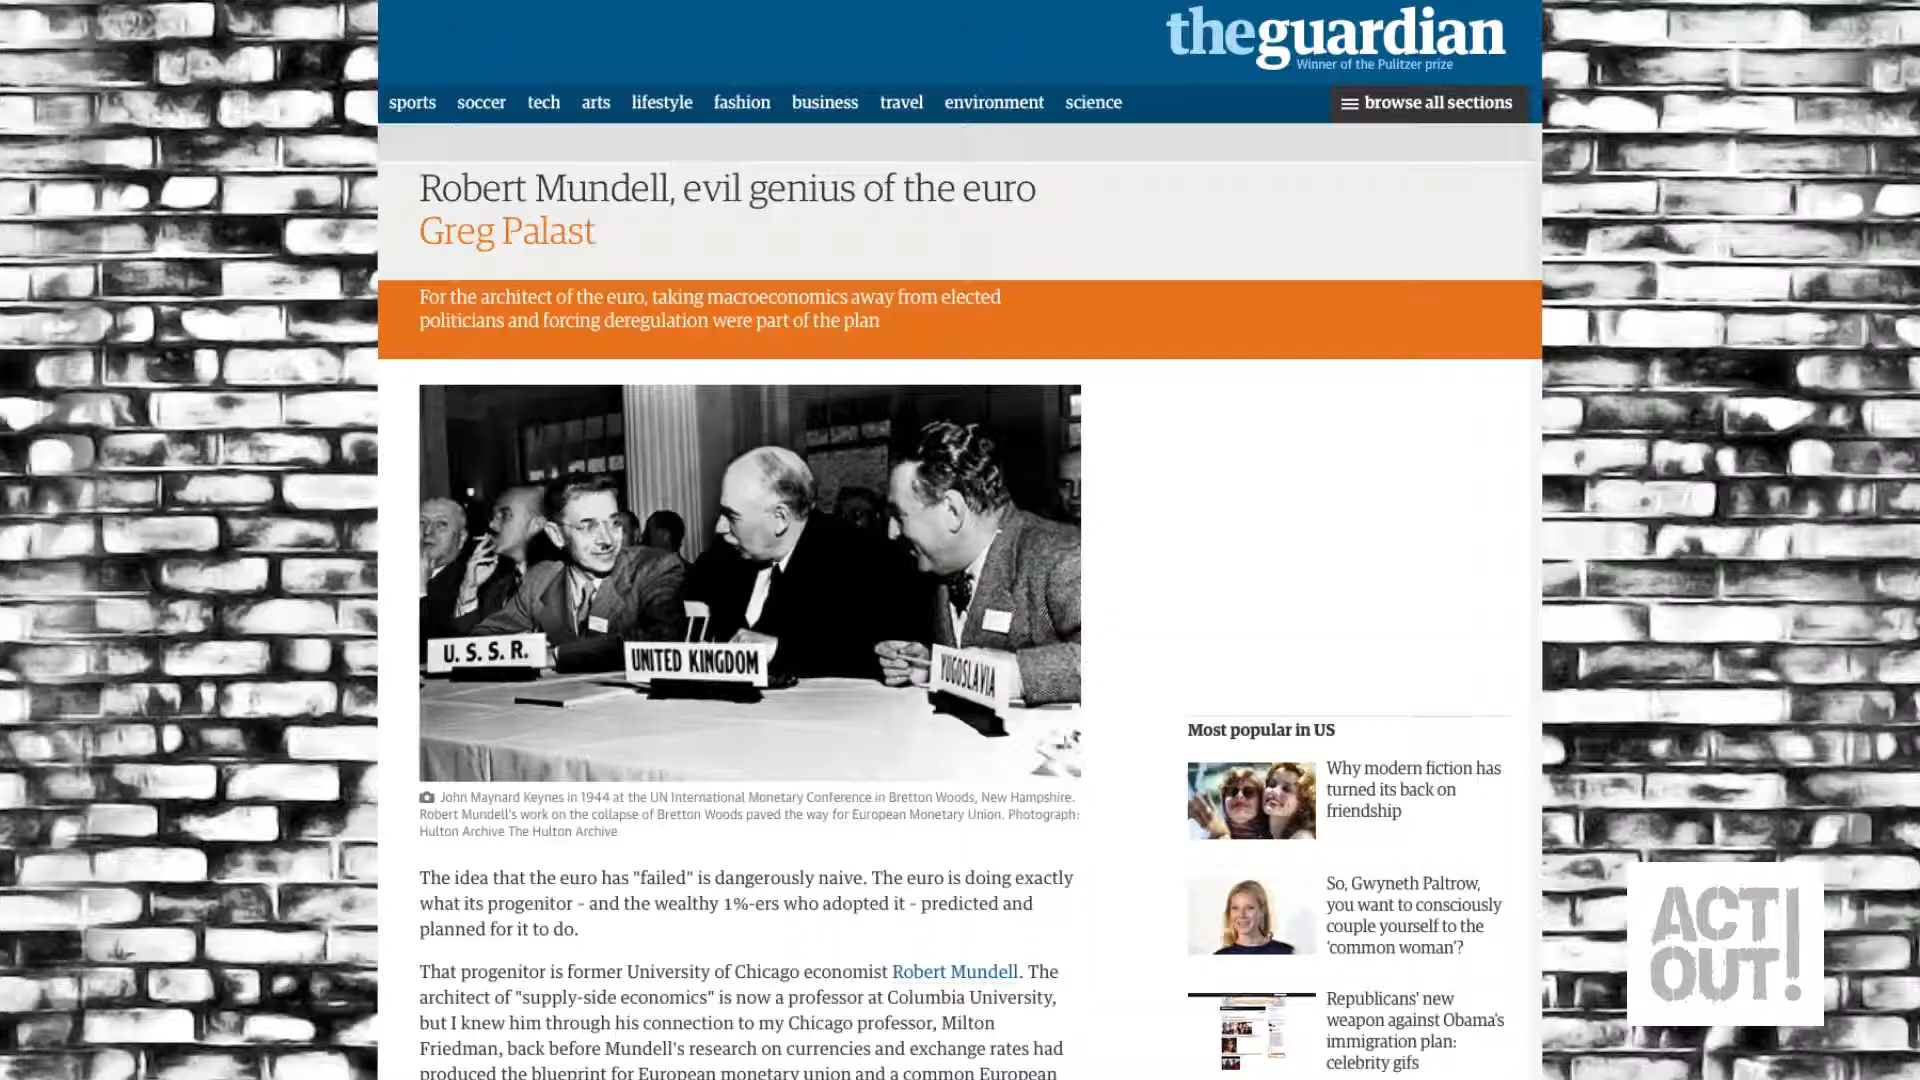 theguardian
Winner of the Pulitzer prize
sports soccer tech arts lifestyle fashion business travel environment science
browse all sections
Robert Mundell, evil genius of the euro
Greg Palast
For the architect of the euro, taking macroeconomics away from elected
politicians and forcing deregulation were part of the plan
U. S. S. R.
UNITED KINGDOM
YUGOSLAVIA
John Maynard Keynes in 1944 at the UN International Monetary Conference in Bretton Woods, New Hampshire.
Robert Mundell's work on the collapse of Bretton Woods paved the way for European Monetary Union. Photograph:
Hulton Archive The Hulton Archive
The idea that the euro has "failed" is dangerously naive. The euro is doing exactly
what its progenitor – and the wealthy 1%-ers who adopted it – predicted and
planned for it to do.
That progenitor is former University of Chicago economist Robert Mundell. The
architect of "supply-side economics" is now a professor at Columbia University,
but I knew him through his connection to my Chicago professor, Milton
Friedman, back before Mundell's research on currencies and exchange rates had
produced the blueprint for European monetary union and a common European
Most popular in US
Why modern fiction has
turned its back on
friendship
So, Gwyneth Paltrow,
you want to consciously
couple yourself to the
'common woman'?
Republicans' new
weapon against Obama's
immigration plan:
celebrity gifs
ACT
OUT!